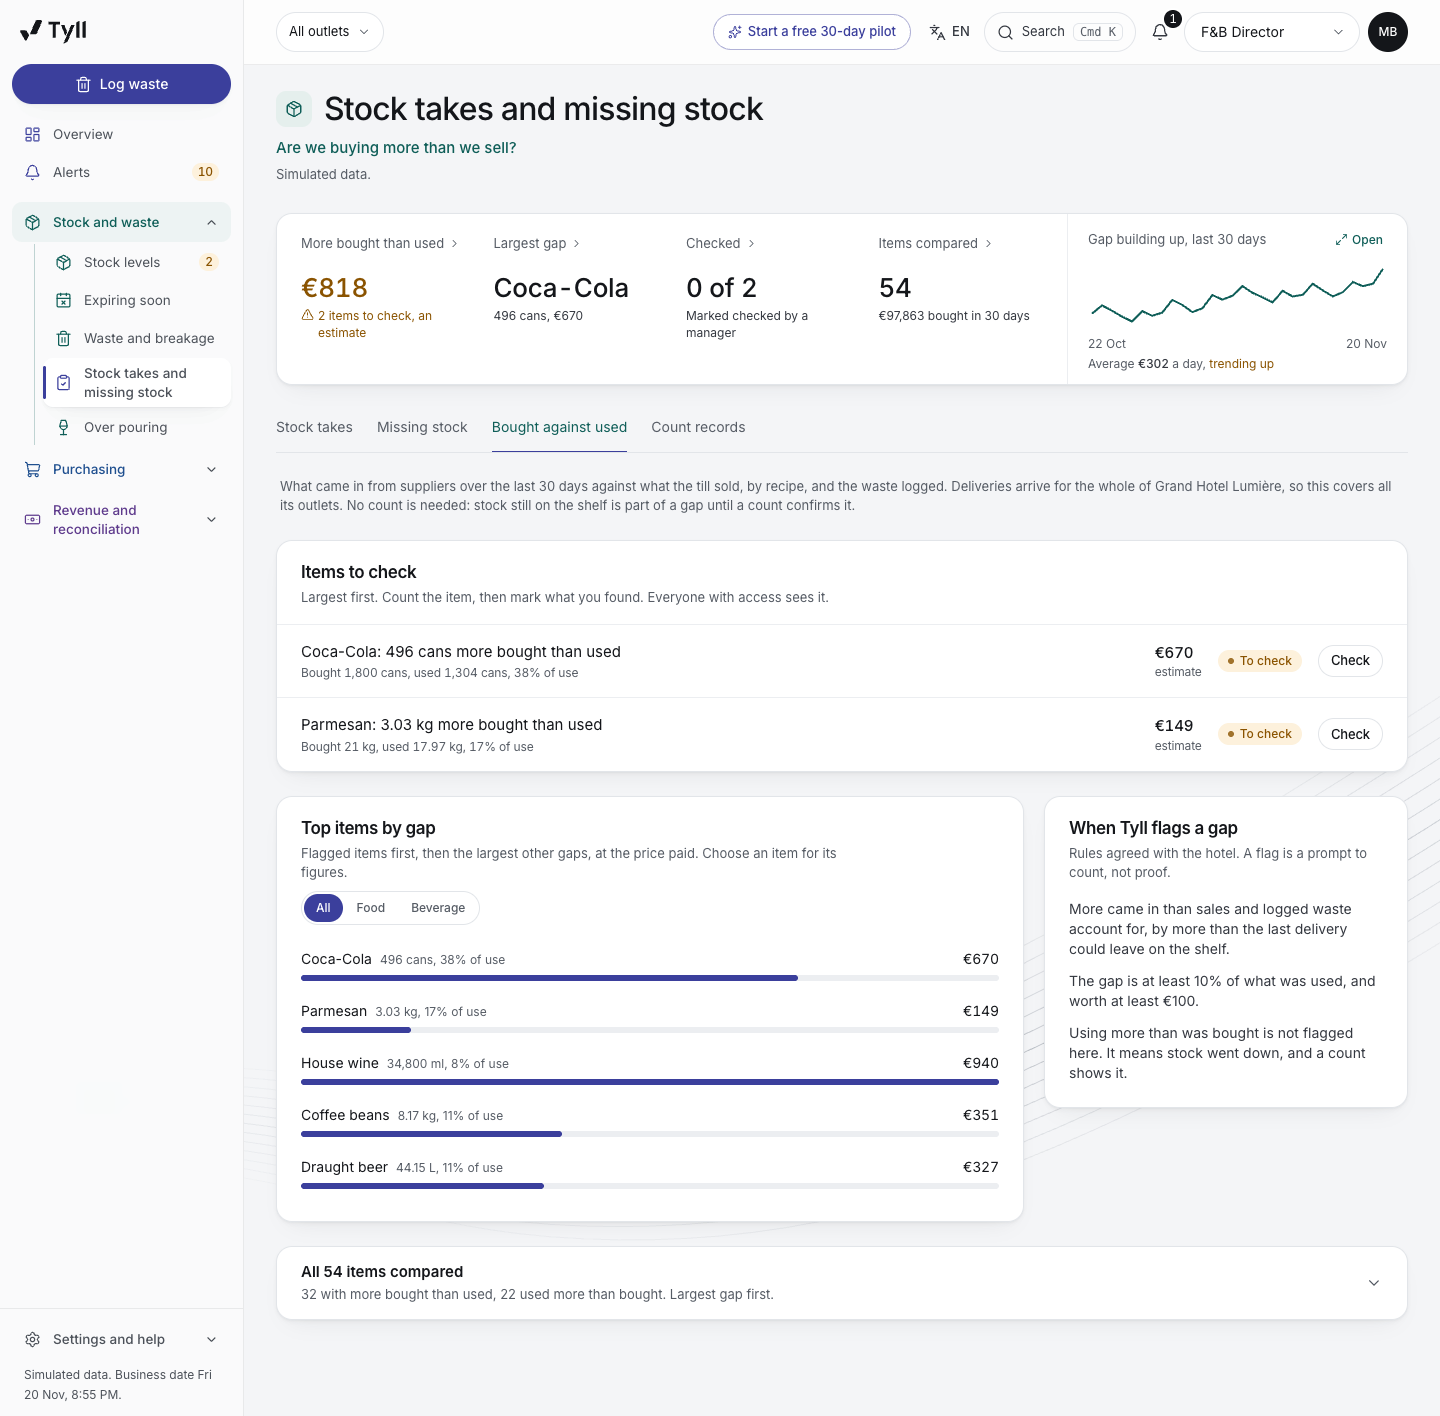 Tyll
Log waste
Overview
Alerts
10
Stock and waste
Stock levels
2
Expiring soon
Waste and breakage
Stock takes and
missing stock
Over pouring
Purchasing
Revenue and
reconciliation
Settings and help
Simulated data. Business date Fri
20 Nov, 8:55 PM.
All outlets
Start a free 30-day pilot
EN
Search
Cmd K
1
F&B Director
MB
Stock takes and missing stock
Are we buying more than we sell?
Simulated data.
More bought than used
€818
2 items to check, an
estimate
Largest gap
Coca-Cola
496 cans, €670
Checked
0 of 2
Marked checked by a
manager
Items compared
54
€97,863 bought in 30 days
Gap building up, last 30 days
Open
22 Oct
20 Nov
Average €302 a day, trending up
Stock takes
Missing stock
Bought against used
Count records
What came in from suppliers over the last 30 days against what the till sold, by recipe, and the waste logged. Deliveries arrive for the whole of Grand Hotel Lumière, so this covers all
its outlets. No count is needed: stock still on the shelf is part of a gap until a count confirms it.
Items to check
Largest first. Count the item, then mark what you found. Everyone with access sees it.
Coca-Cola: 496 cans more bought than used
Bought 1,800 cans, used 1,304 cans, 38% of use
€670
estimate
To check
Check
Parmesan: 3.03 kg more bought than used
Bought 21 kg, used 17.97 kg, 17% of use
€149
estimate
To check
Check
Top items by gap
Flagged items first, then the largest other gaps, at the price paid. Choose an item for its
figures.
All
Food
Beverage
Coca-Cola 496 cans, 38% of use €670
Parmesan 3.03 kg, 17% of use €149
House wine 34,800 ml, 8% of use €940
Coffee beans 8.17 kg, 11% of use €351
Draught beer 44.15 L, 11% of use €327
When Tyll flags a gap
Rules agreed with the hotel. A flag is a prompt to
count, not proof.
More came in than sales and logged waste
account for, by more than the last delivery
could leave on the shelf.
The gap is at least 10% of what was used, and
worth at least €100.
Using more than was bought is not flagged
here. It means stock went down, and a count
shows it.
All 54 items compared
32 with more bought than used, 22 used more than bought. Largest gap first.